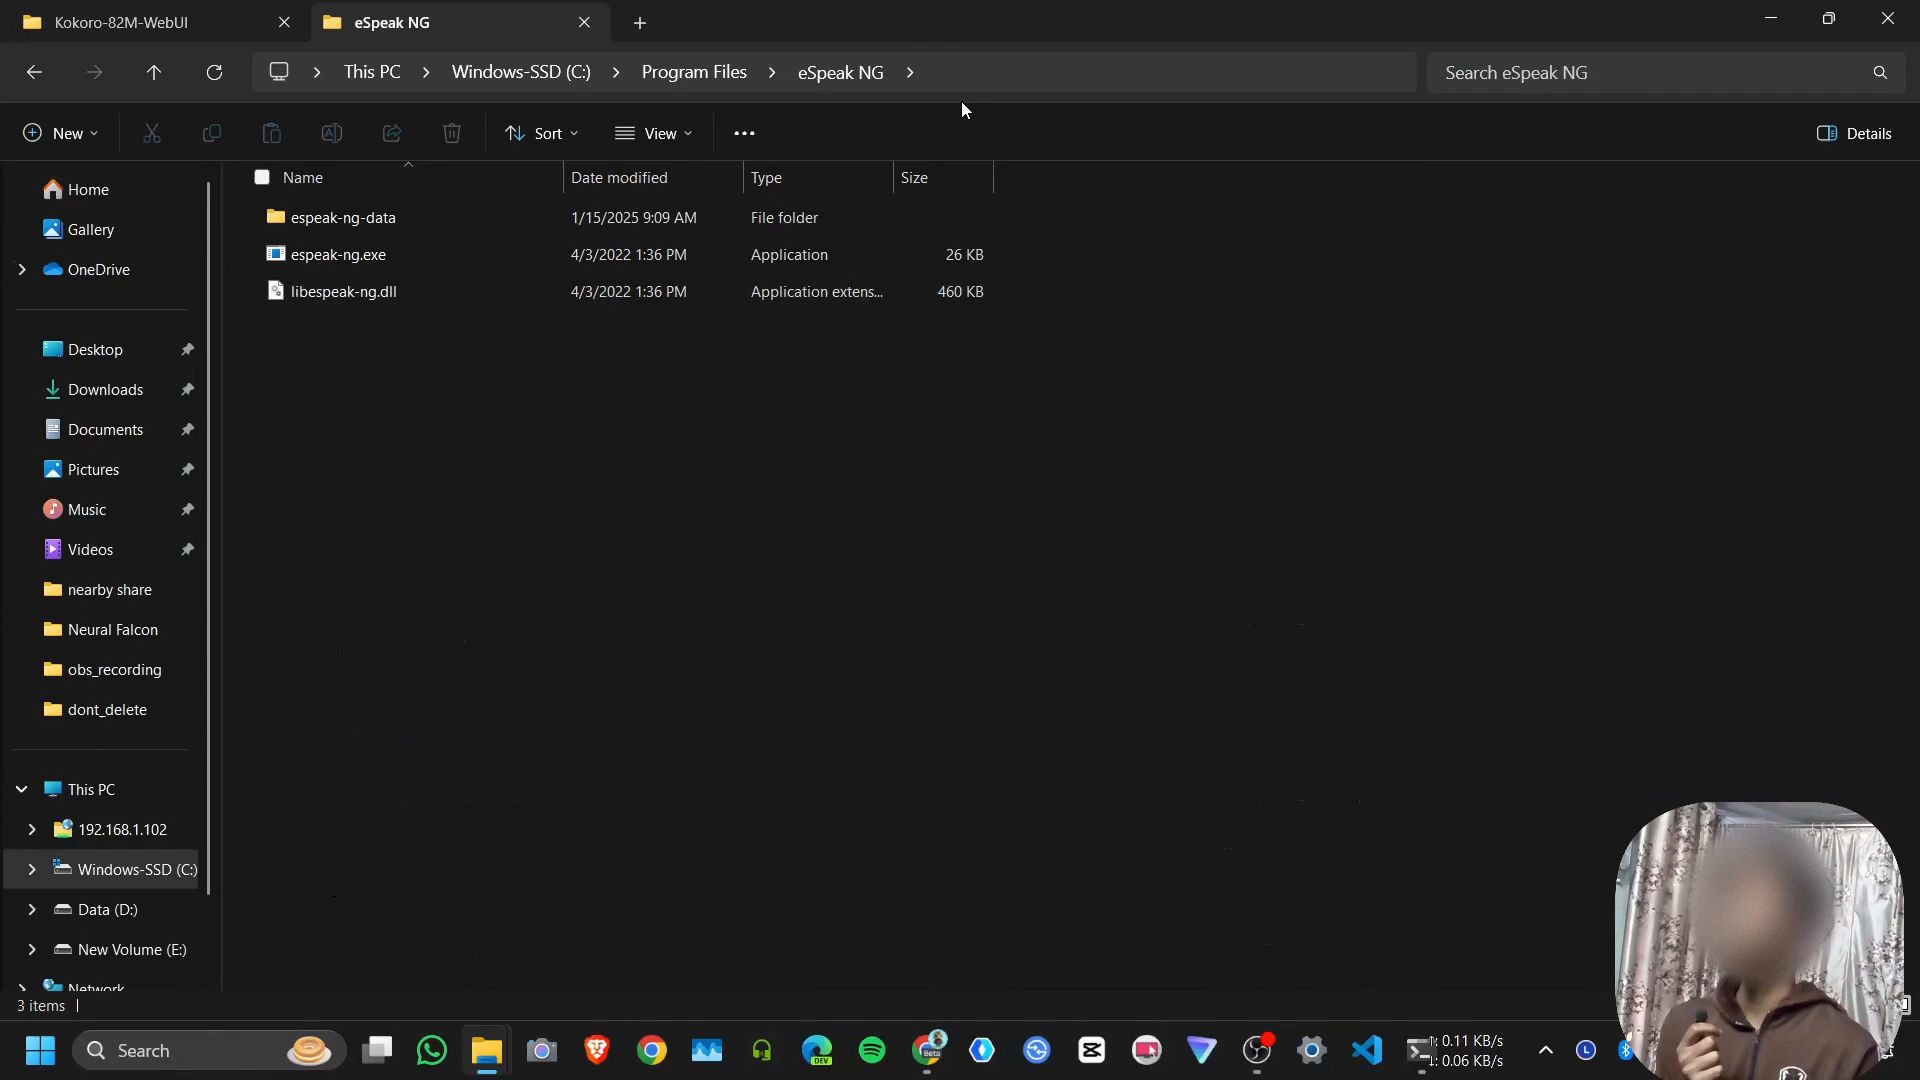 Kokoro-82M-WebUI
eSpeak NG
This PC > Windows-SSD (C:) > Program Files > eSpeak NG >
Search eSpeak NG
New
Sort
View
Details
Name
Date modified
Type
Size
espeak-ng-data 1/15/2025 9:09 AM File folder
espeak-ng.exe 4/3/2022 1:36 PM Application 26 KB
libespeak-ng.dll 4/3/2022 1:36 PM Application extens... 460 KB
Home
Gallery
OneDrive
Desktop
Downloads
Documents
Pictures
Music
Videos
nearby share
Neural Falcon
obs_recording
dont_delete
This PC
192.168.1.102
Windows-SSD (C:)
Data (D:)
New Volume (E:)
Network
3 items
Search
DEV
Beta
L
0.11 KB/s
0.06 KB/s